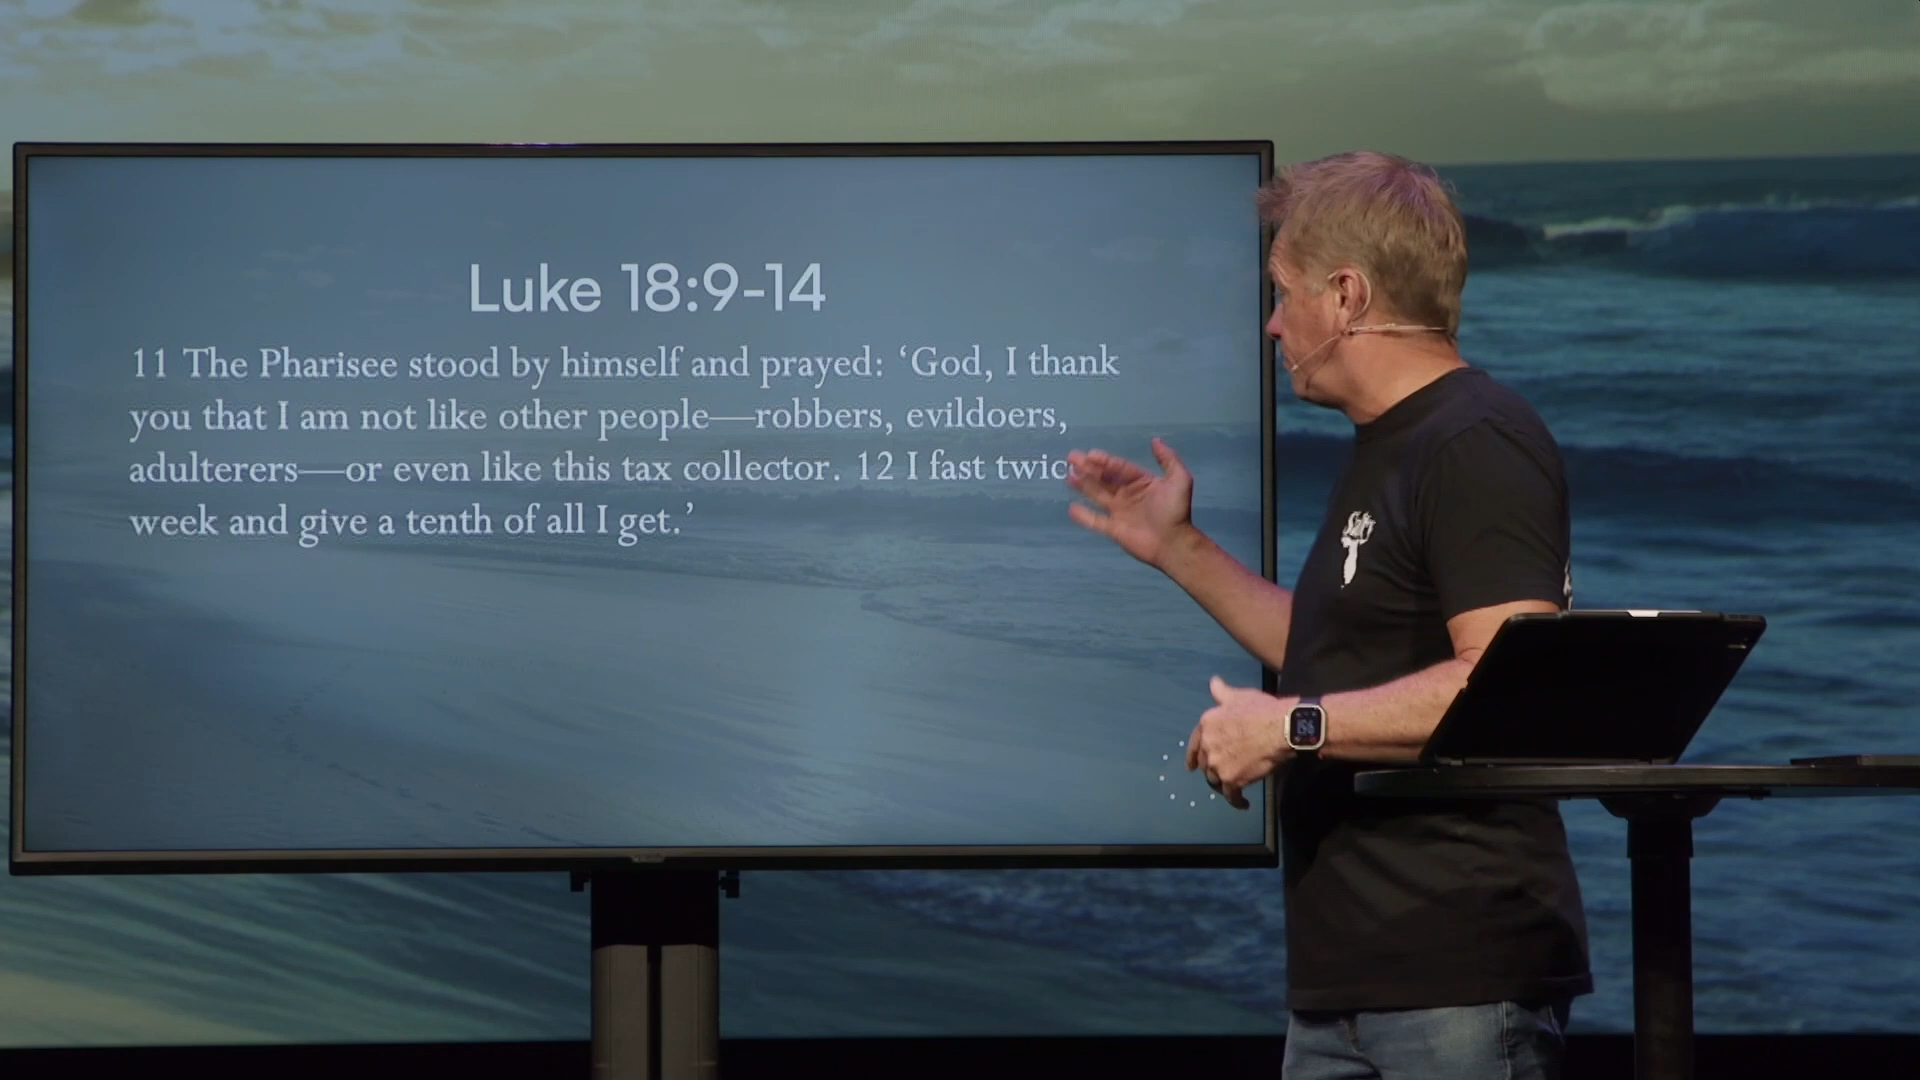 Luke 18:9-14
11 The Pharisee stood by himself and prayed: ‘God, I thank
you that I am not like other people—robbers, evildoers,
adulterers—or even like this tax collector. 12 I fast
week and give a tenth of all I get.’